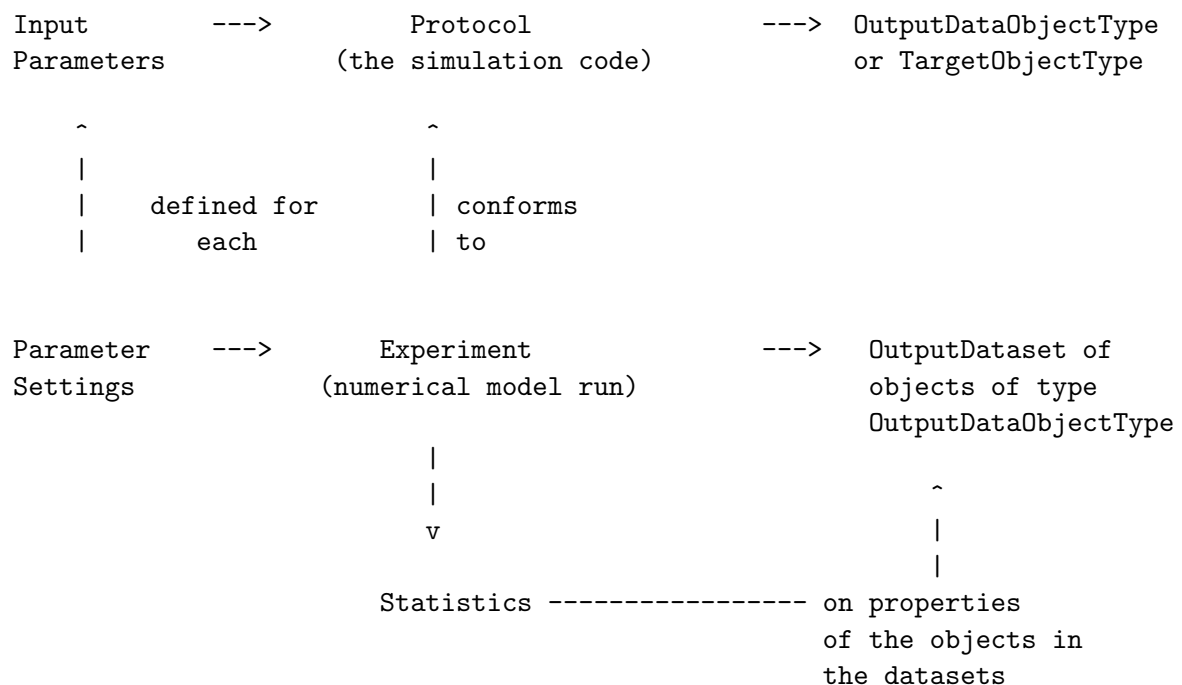 Input ---> Protocol ---> OutputDataObjectType
Parameters (the simulation code) or TargetObjectType
^ ^
| |
| defined for | conforms
| each | to
Parameter ---> Experiment ---> OutputDataset of
Settings (numerical model run) objects of type
OutputDataObjectType
|
| ^
v |
|
Statistics ---------------- on properties
of the objects in
the datasets